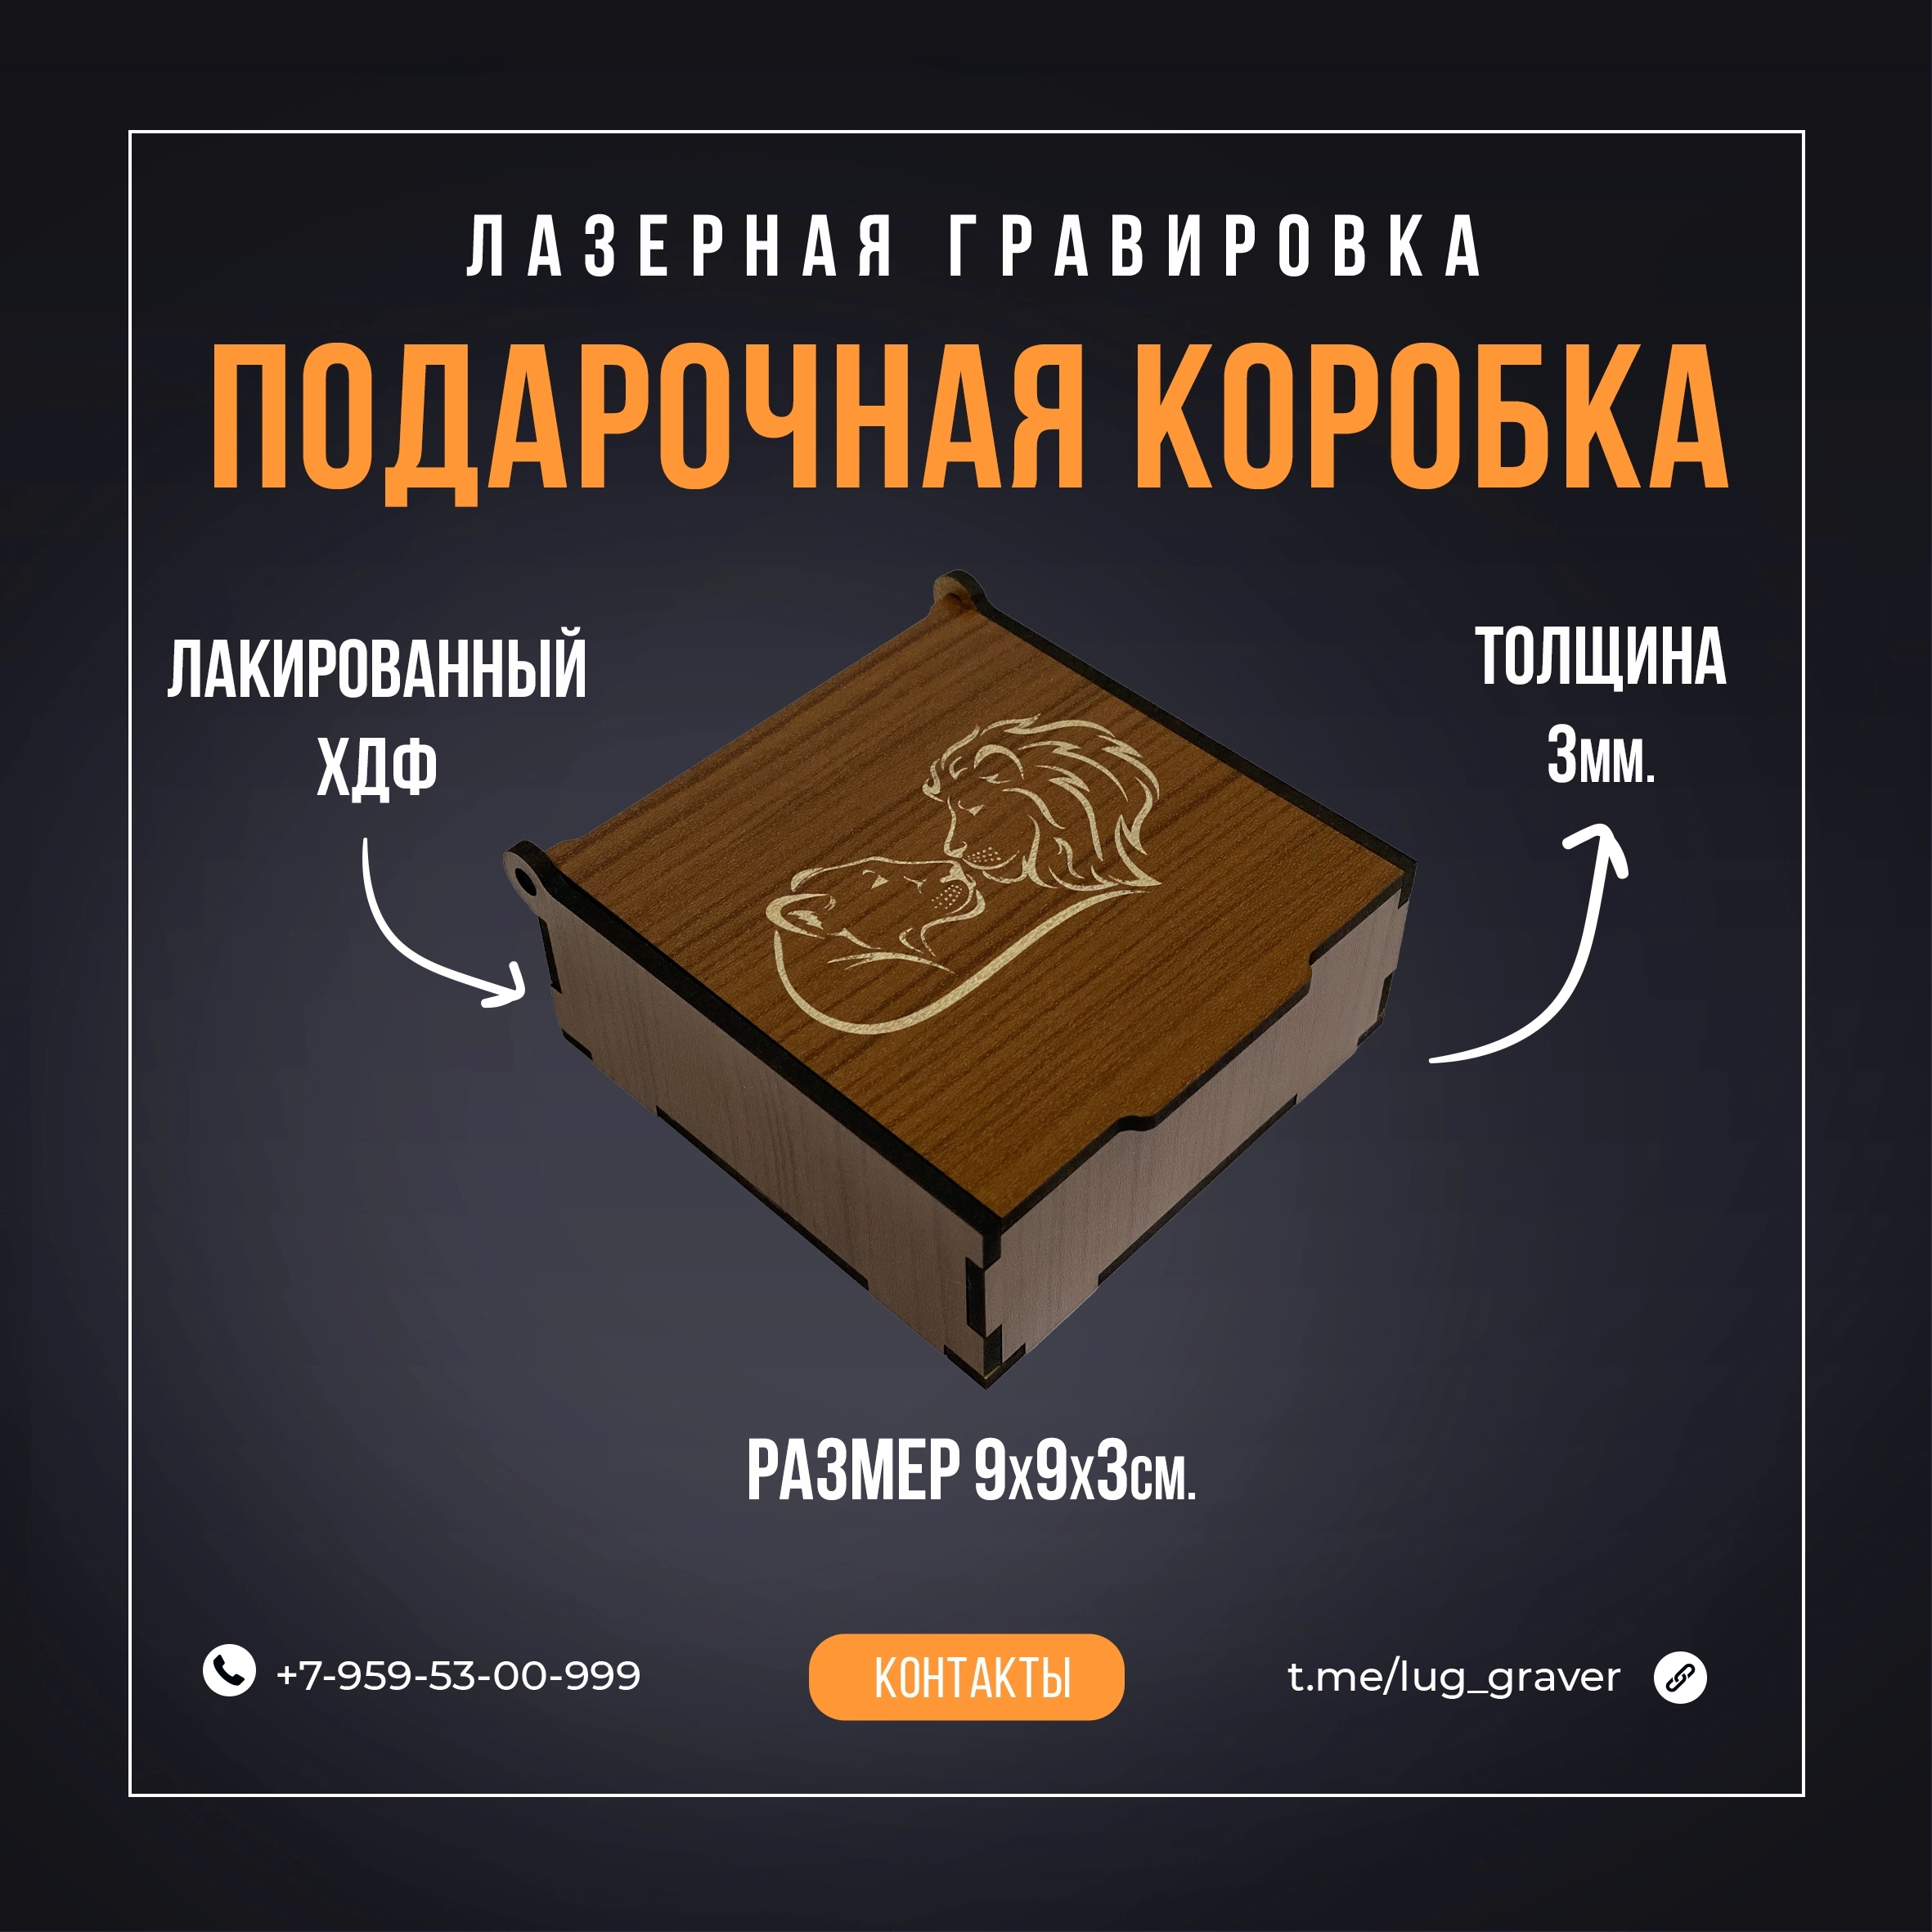 ЛАЗЕРНАЯ ГРАВИРОВКА
ПОДАРОЧНАЯ КОРОБКА
ЛАКИРОВАННЫЙ
ХДФ
ТОЛЩИНА
3мм.
РАЗМЕР 9х9х3см.
+7-959-53-00-999
КОНТАКТЫ
t.me/lug_graver